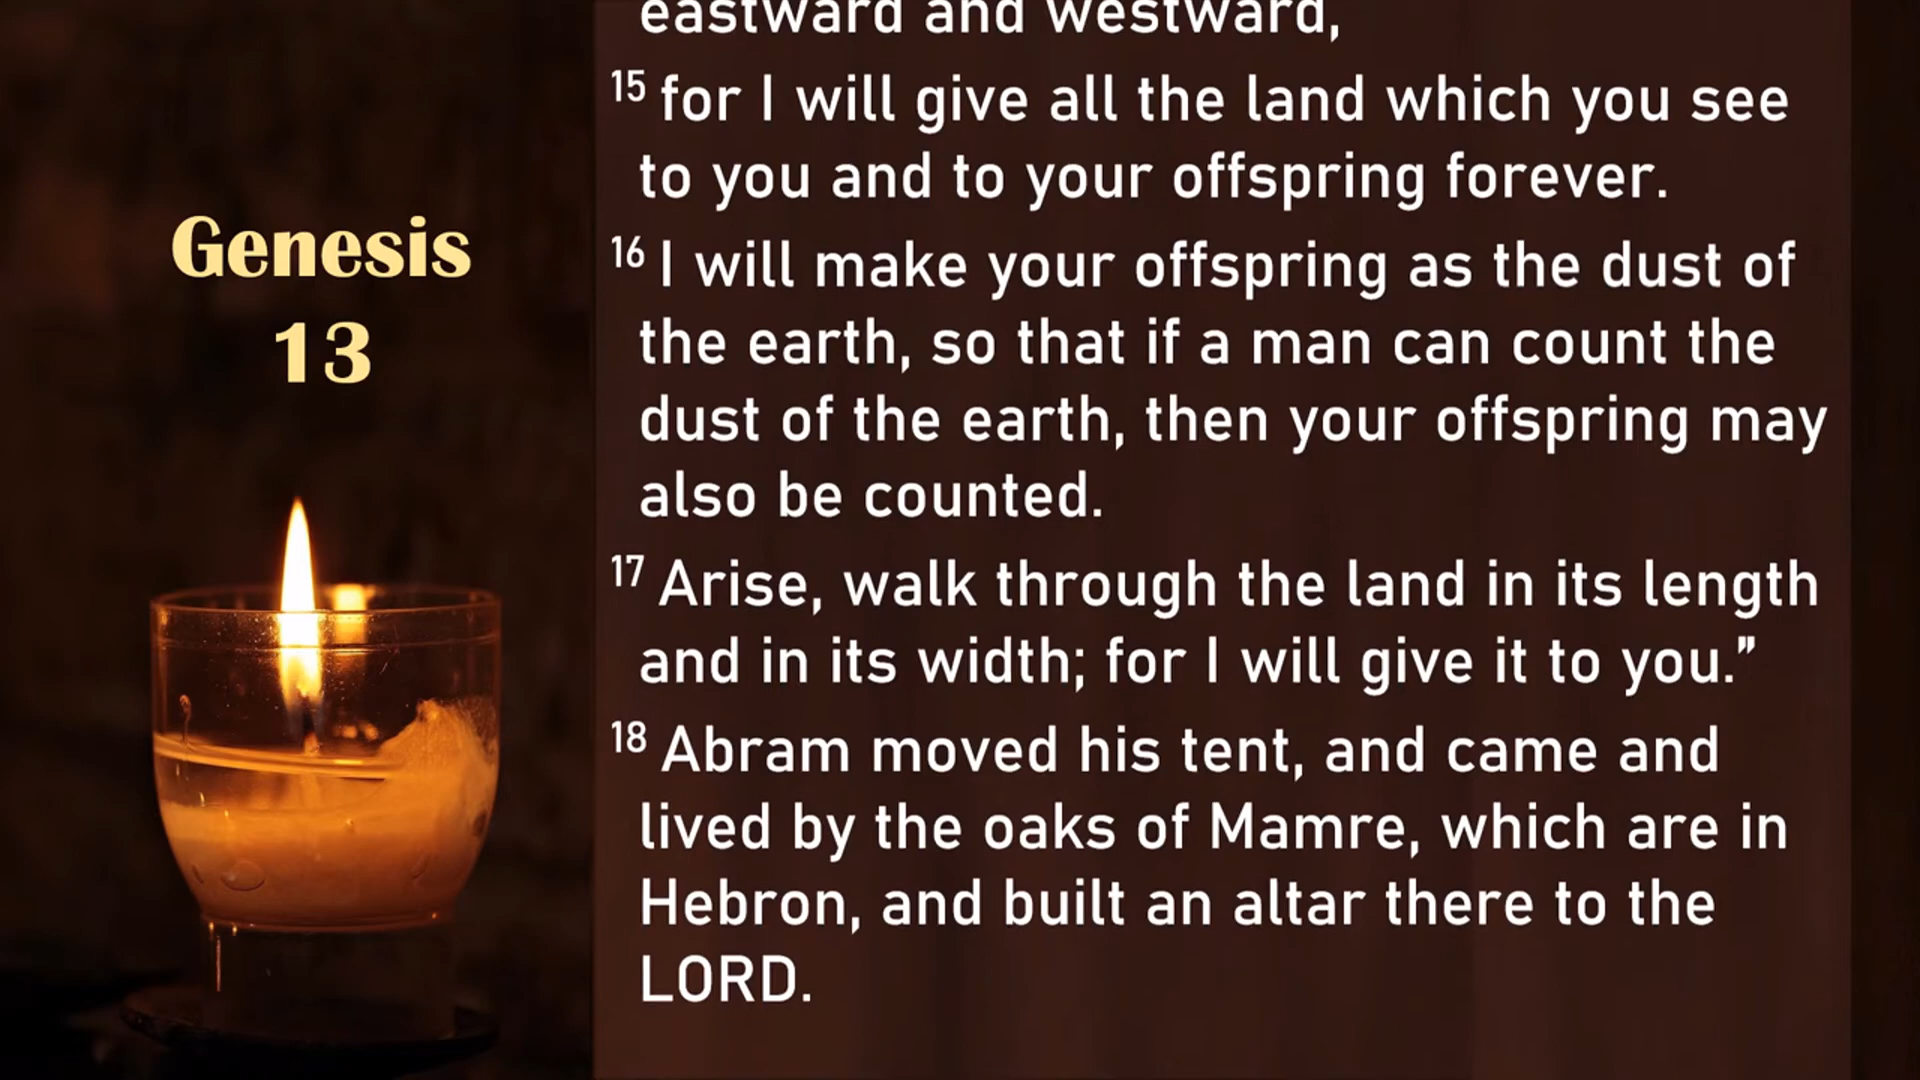 Genesis
13
eastward and westward,
15 for I will give all the land which you see
to you and to your offspring forever.
16 I will make your offspring as the dust of
the earth, so that if a man can count the
dust of the earth, then your offspring may
also be counted.
17 Arise, walk through the land in its length
and in its width; for I will give it to you.”
18 Abram moved his tent, and came and
lived by the oaks of Mamre, which are in
Hebron, and built an altar there to the
LORD.